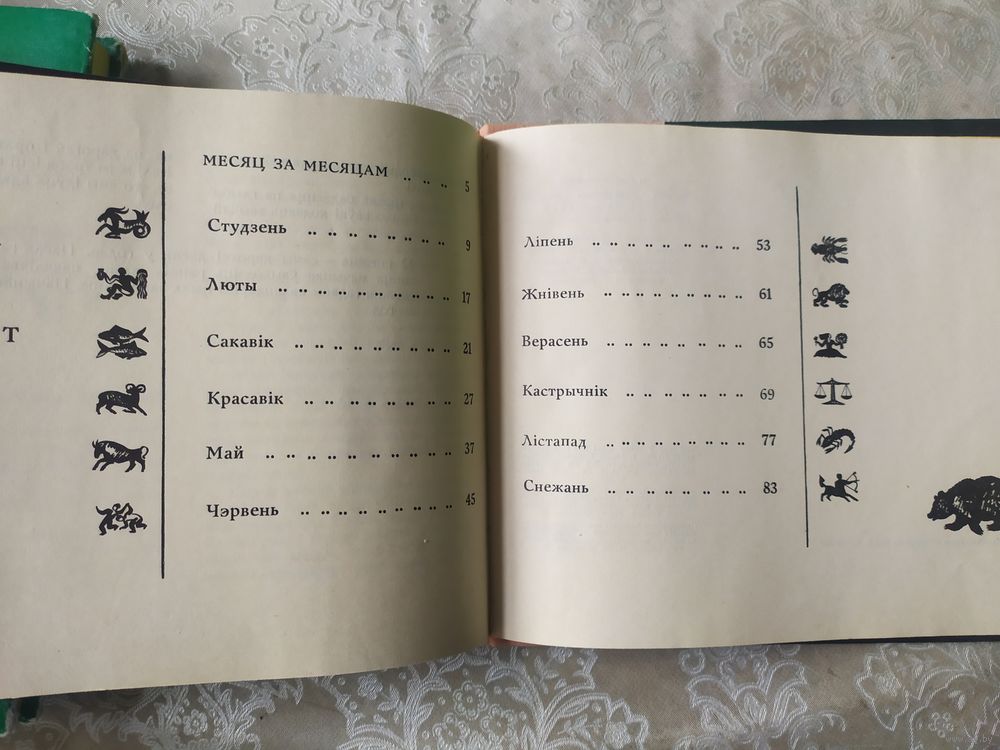 МЕСЯЦ ЗА МЕСЯЦАМ .. .. .. 5
Студзень .. .. .. .. .. .. .. .. 9
Люты .. .. .. .. .. .. .. .. .. .. 17
Сакавік .. .. .. .. .. .. .. .. .. 21
Красавік .. .. .. .. .. .. .. .. 27
Май .. .. .. .. .. .. .. .. .. .. 37
Чэрвень .. .. .. .. .. .. .. .. .. 45
Т
Ліпень .. .. .. .. .. .. .. .. .. 53
Жнівень .. .. .. .. .. .. .. .. 61
Верасень .. .. .. .. .. .. .. .. 65
Кастрычнік .. .. .. .. .. .. .. 69
Лістапад .. .. .. .. .. .. .. .. .. 77
Снежань .. .. .. .. .. .. .. .. 83